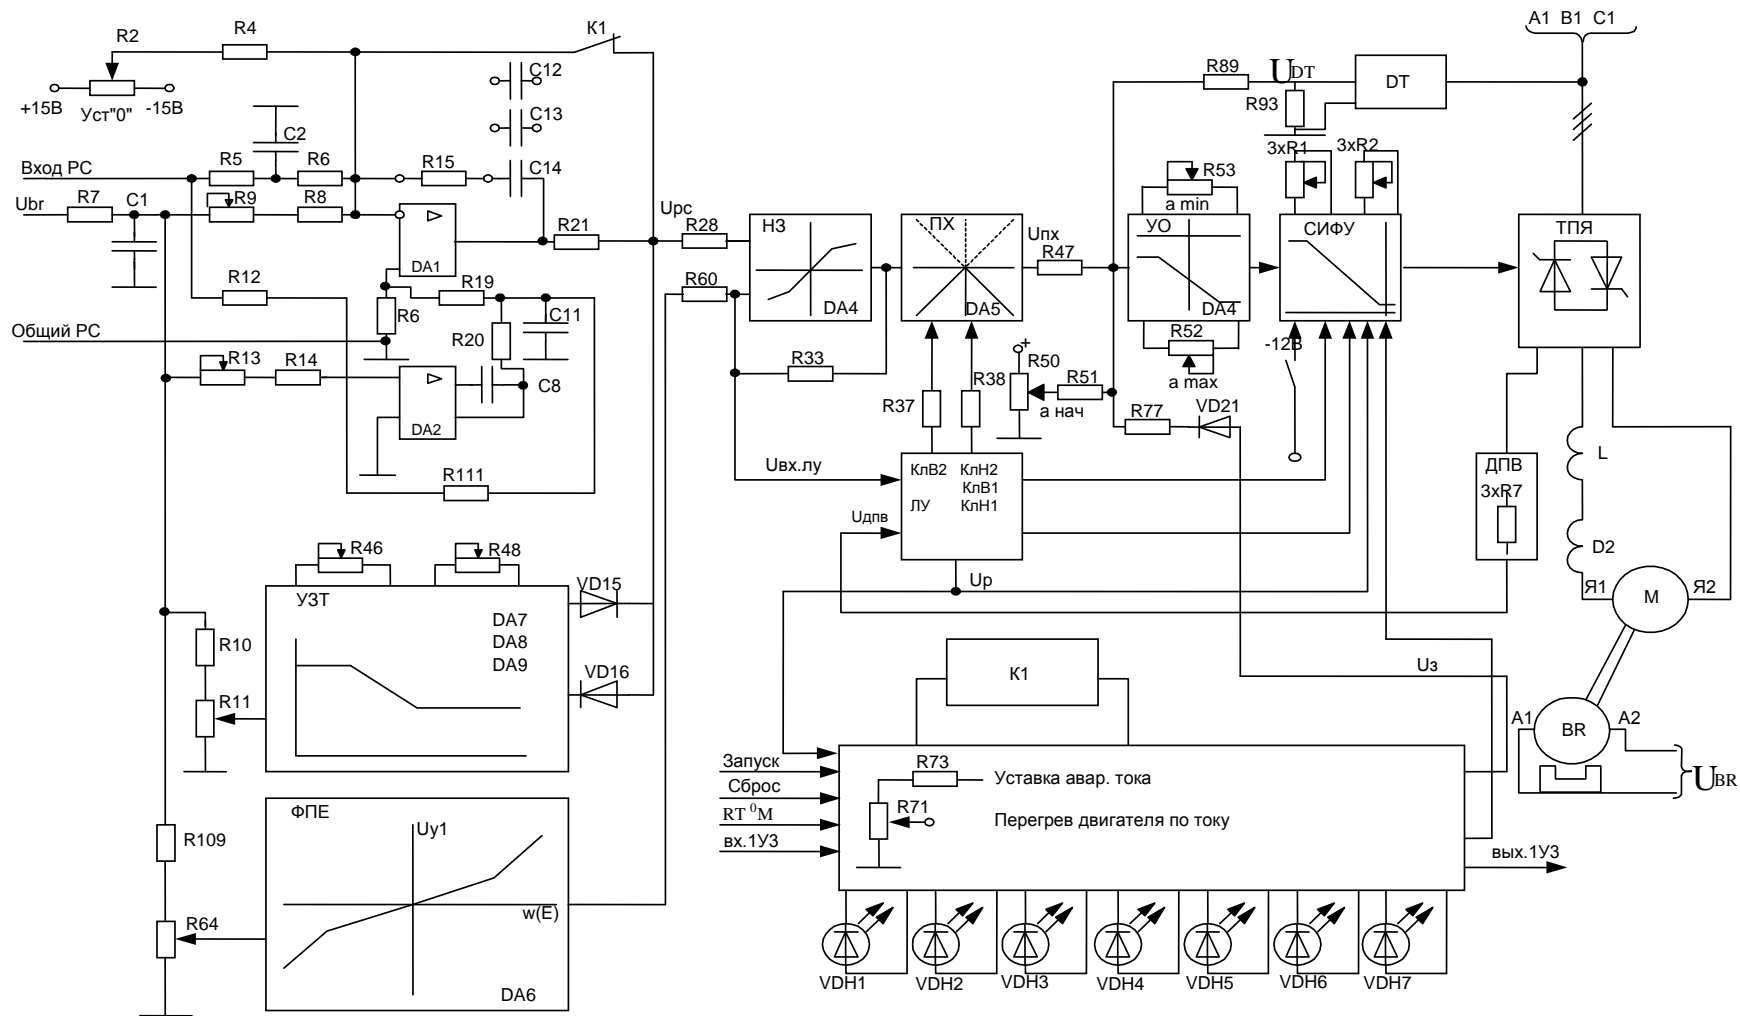 A1 B1 C1
R2
R4
К1
+15В
Уст"0"
-15В
C12
C13
C14
C2
R89
UDT
DT
R93
3xR1
3xR2
Вход РС
R5
R6
R15
Ubr
R7
C1
R9
R8
DA1
R21
Uрс
R28
R60
НЗ
DA4
ПХ
DA5
Uпх
R47
R53
a min
УО
DA4
R52
a max
СИФУ
-12В
ТПЯ
R12
R19
R6
R20
C11
Общий РС
R13
R14
DA2
C8
R111
R33
R37
R38
R50
+
R51
а нач
R77
VD21
Uвх.лу
Uдпв
КлВ2
КлН2
КлВ1
ЛУ
КлН1
Uр
ДПВ
3xR7
L
D2
Я1
М
Я2
R46
R48
УЗТ
DA7
DA8
DA9
VD15
VD16
R10
R11
К1
Uз
A1
BR
A2
UBR
Запуск
Сброс
RT 0М
вх.1УЗ
R73
Уставка авар. тока
R71
Перегрев двигателя по току
вых.1УЗ
ФПЕ
Uy1
w(E)
DA6
R109
R64
VDH1
VDH2
VDH3
VDH4
VDH5
VDH6
VDH7